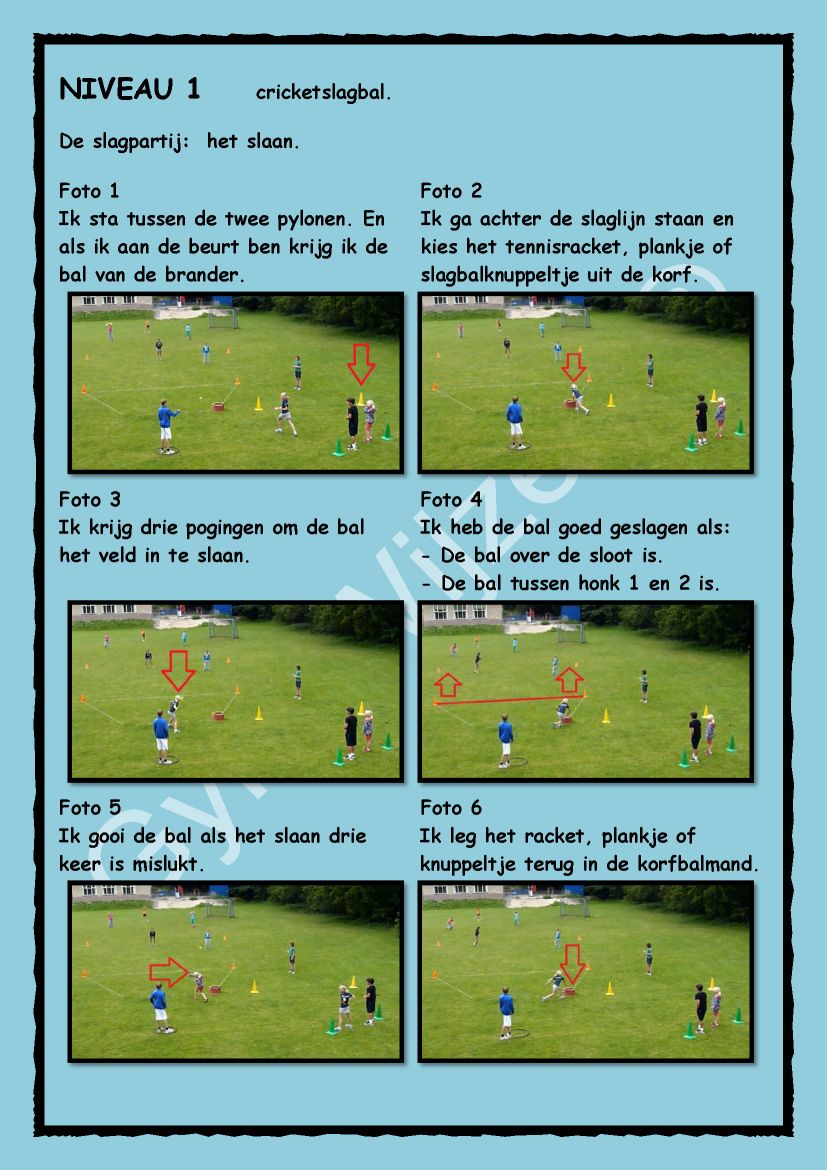 NIVEAU 1 cricketslagbal.
De slagpartij: het slaan.
Foto 1
Ik sta tussen de twee pylonen. En
als ik aan de beurt ben krijg ik de
bal van de brander.
Foto 2
Ik ga achter de slaglijn staan en
kies het tennisracket, plankje of
slagbalknuppeltje uit de korf.
Foto 3
Ik krijg drie pogingen om de bal
het veld in te slaan.
Foto 4
Ik heb de bal goed geslagen als:
- De bal over de sloot is.
- De bal tussen honk 1 en 2 is.
Foto 5
Ik gooi de bal als het slaan drie
keer is mislukt.
Foto 6
Ik leg het racket, plankje of
knuppeltje terug in de korfbalmand.